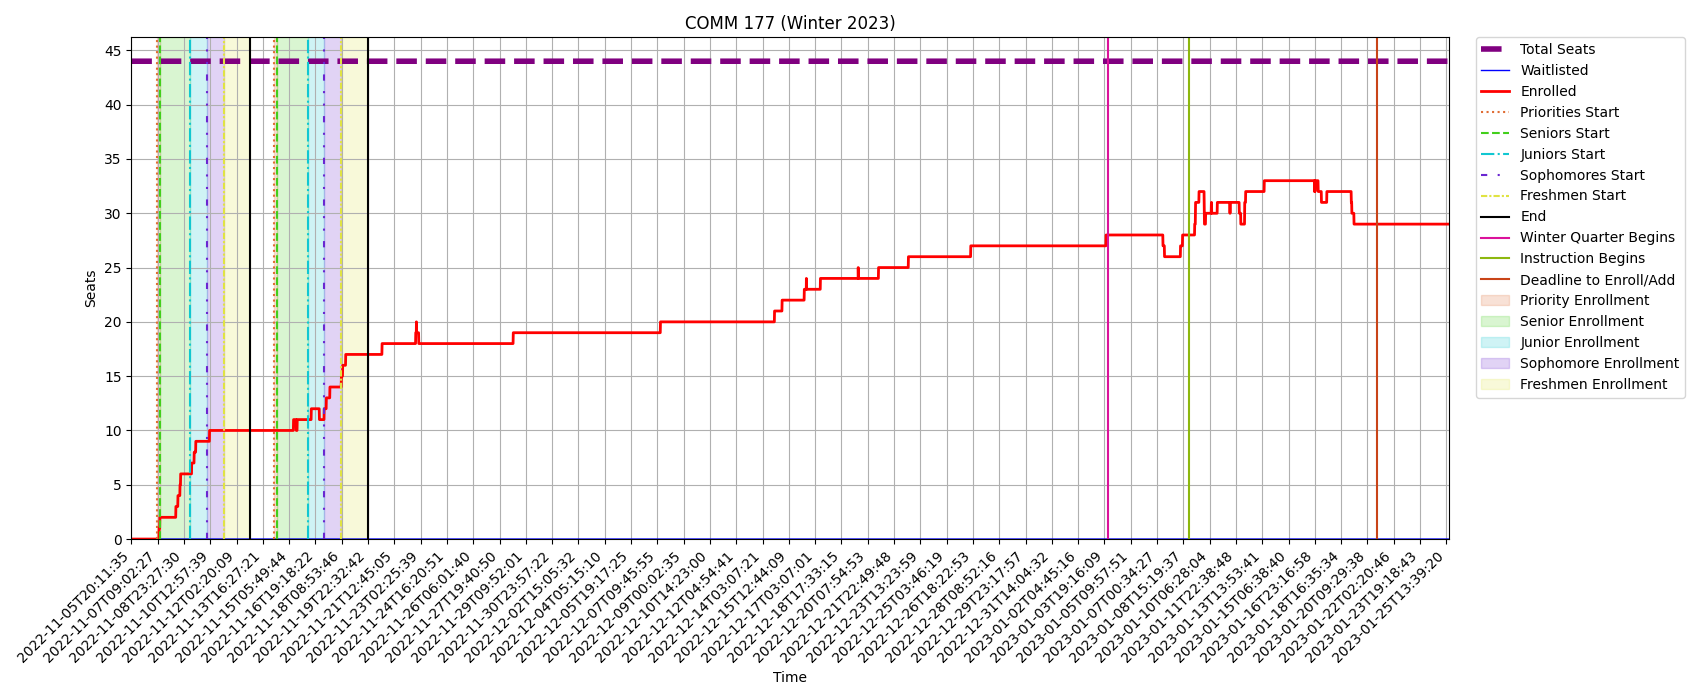 COMM 177 (Winter 2023)
Seats
45
40
35
30
25
20
15
10
5
0
2022-11-05T20:11:35
2022-11-07T09:02:27
2022-11-08T23:27:30
2022-11-10T12:57:39
2022-11-12T02:20:09
2022-11-13T16:27:21
2022-11-15T05:49:44
2022-11-16T19:18:22
2022-11-18T08:53:46
2022-11-19T22:32:42
2022-11-21T12:45:05
2022-11-23T02:25:39
2022-11-24T16:20:51
2022-11-26T06:01:40
2022-11-27T19:40:50
2022-11-29T09:52:01
2022-11-30T23:57:22
2022-12-02T15:05:32
2022-12-04T05:15:10
2022-12-05T19:17:25
2022-12-07T09:45:55
2022-12-09T00:02:35
2022-12-10T14:23:00
2022-12-12T04:54:41
2022-12-14T03:07:21
2022-12-15T12:44:09
2022-12-17T03:07:01
2022-12-18T17:33:15
2022-12-20T07:54:53
2022-12-21T22:49:48
2022-12-23T13:23:59
2022-12-25T03:46:19
2022-12-26T18:22:53
2022-12-28T08:52:16
2022-12-29T23:17:57
2022-12-31T14:04:32
2023-01-02T04:45:16
2023-01-03T19:16:09
2023-01-05T09:57:51
2023-01-07T00:34:27
2023-01-08T15:19:37
2023-01-10T06:28:04
2023-01-11T22:38:48
2023-01-13T13:53:41
2023-01-15T06:38:40
2023-01-16T23:16:58
2023-01-18T16:35:34
2023-01-20T09:29:38
2023-01-22T02:20:46
2023-01-23T19:18:43
2023-01-25T13:39:20
Time
Total Seats
Waitlisted
Enrolled
Priorities Start
Seniors Start
Juniors Start
Sophomores Start
Freshmen Start
End
Winter Quarter Begins
Instruction Begins
Deadline to Enroll/Add
Priority Enrollment
Senior Enrollment
Junior Enrollment
Sophomore Enrollment
Freshmen Enrollment